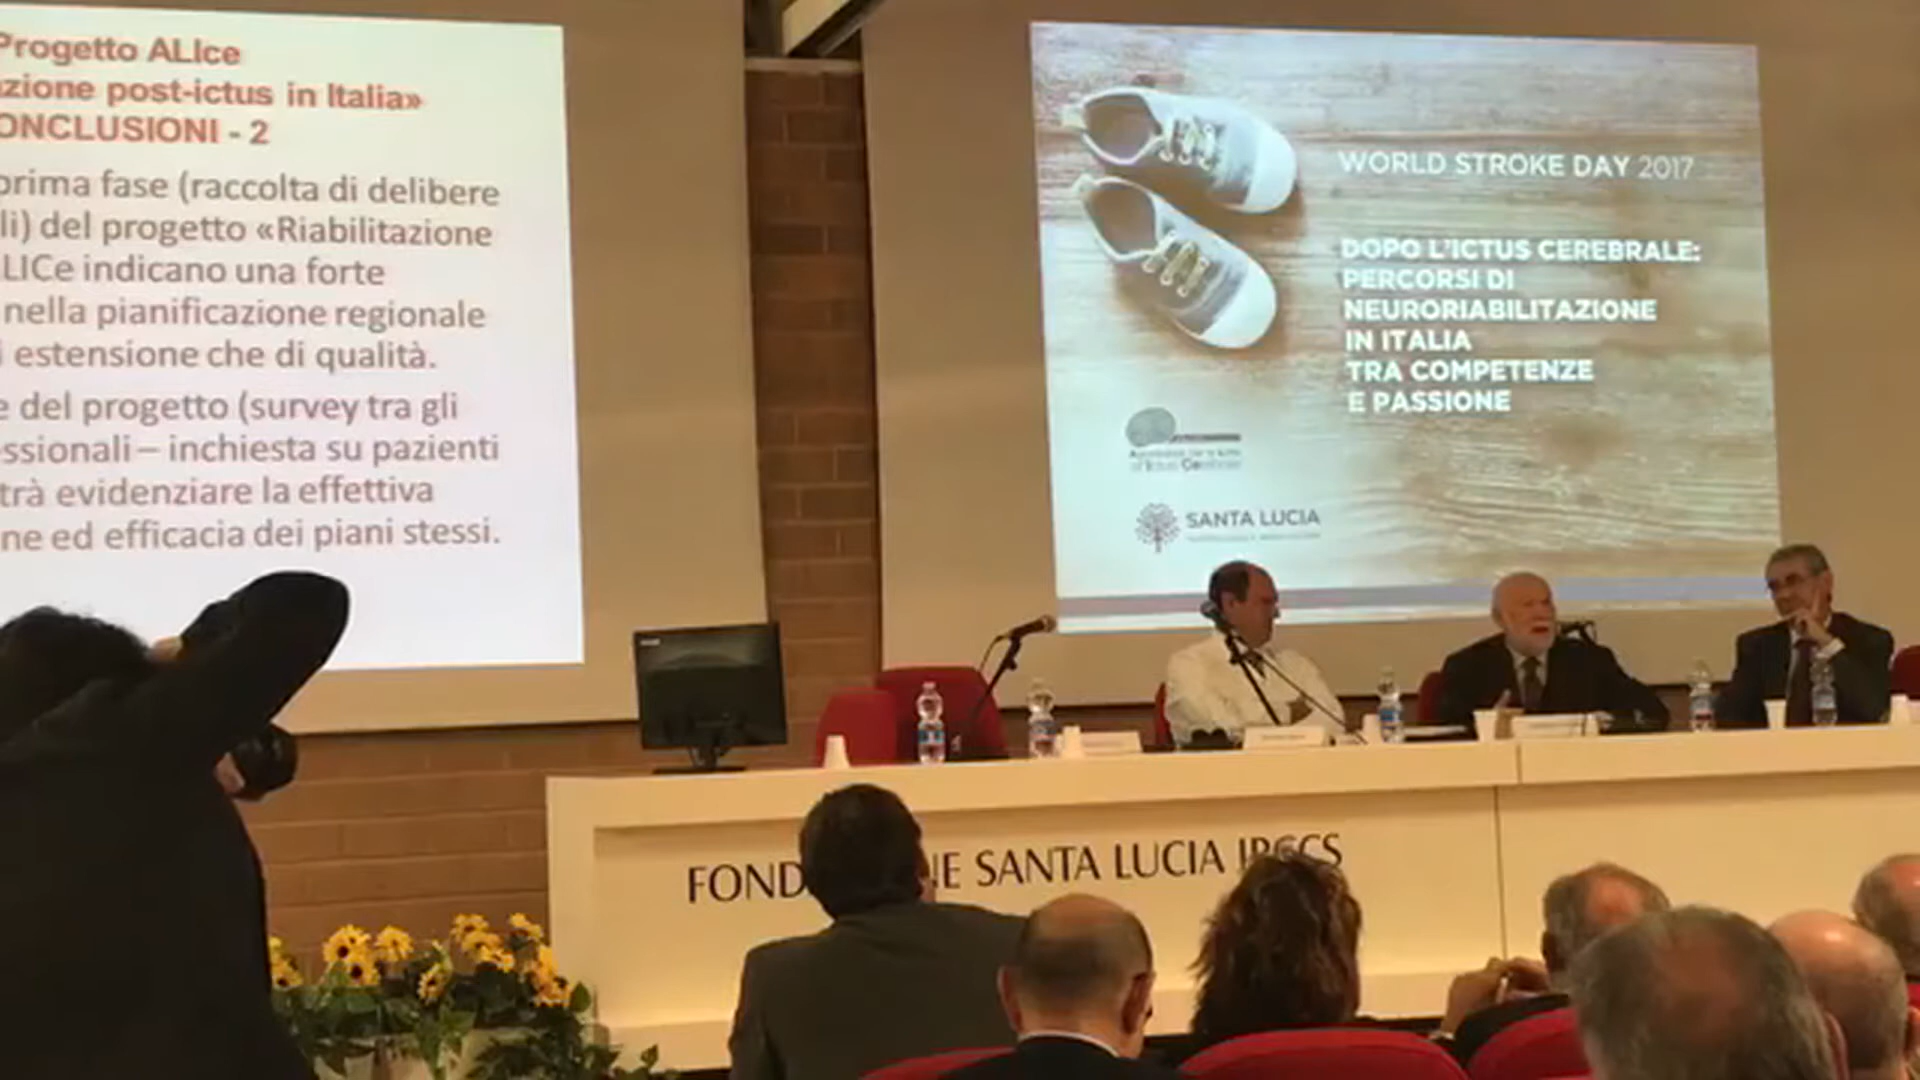 Progetto ALIce
zione post-ictus in Italia»
ONCLUSIONI - 2
prima fase (raccolta di delibere
li) del progetto «Riabilitazione
LICe indicano una forte
nella pianificazione regionale
i estensione che di qualità.
e del progetto (survey tra gli
ssionali – inchiesta su pazienti
trà evidenziare la effettiva
ne ed efficacia dei piani stessi.
WORLD STROKE DAY 2017
DOPO L'ICTUS CEREBRALE:
PERCORSI DI
NEURORIABILITAZIONE
IN ITALIA
TRA COMPETENZE
E PASSIONE
SANTA LUCIA
FOND NE SANTA LUCIA IRCCS